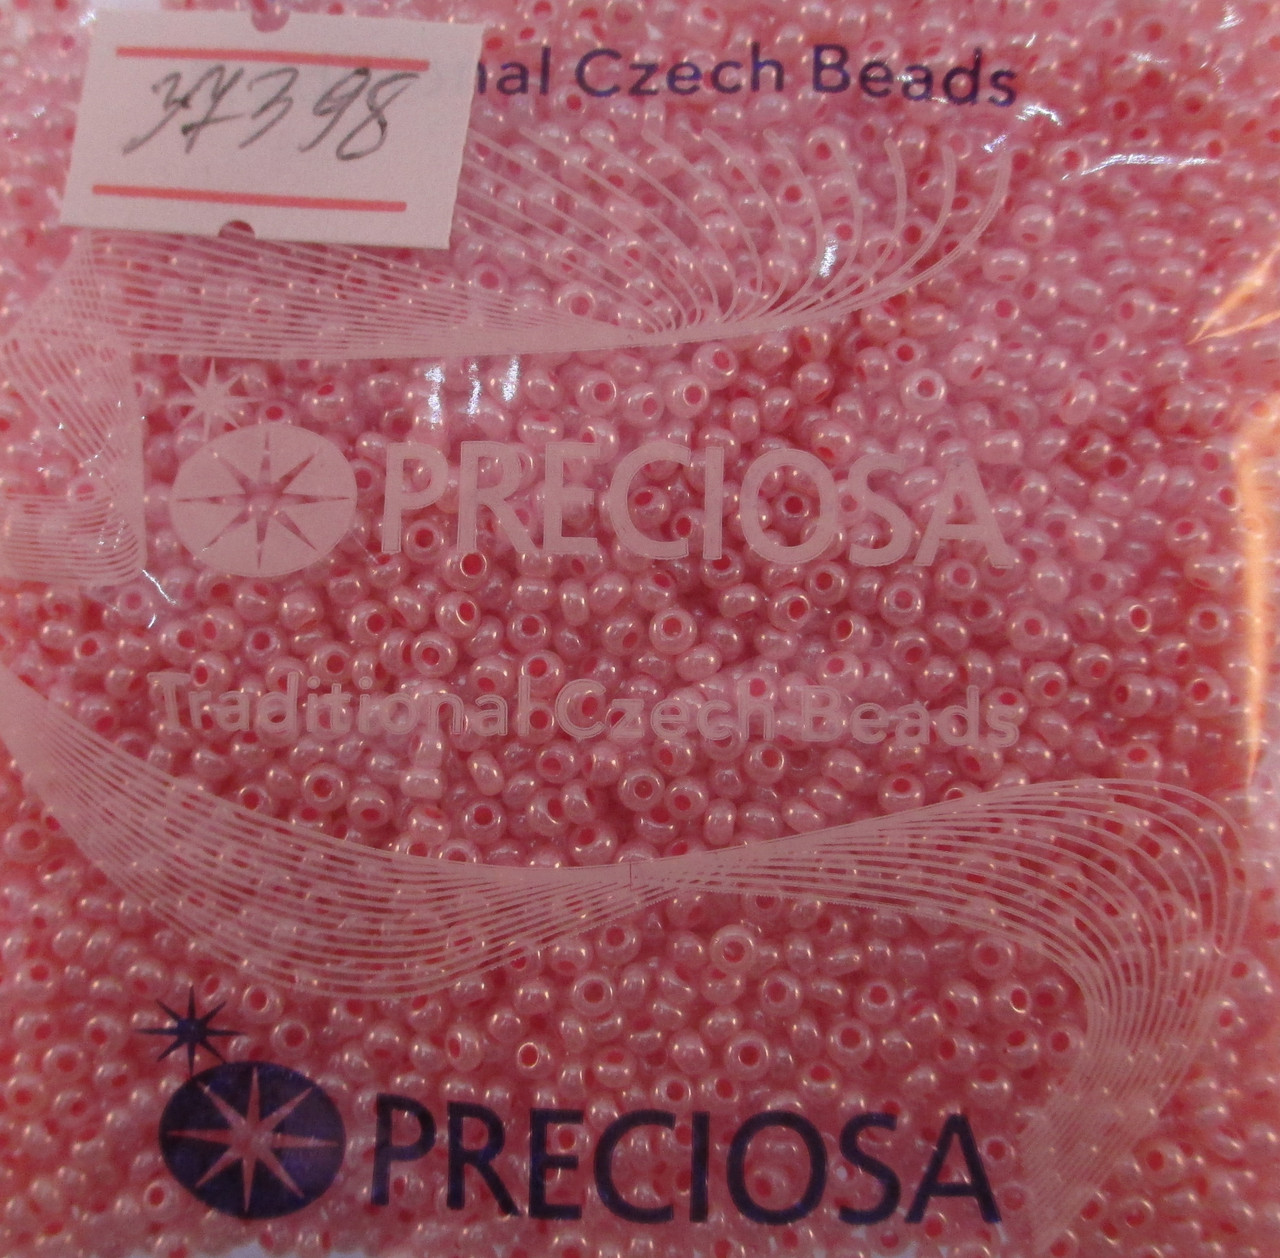 37398
nal Czech Beads
PRECIOSA
Traditional Czech Beads
PRECIOSA